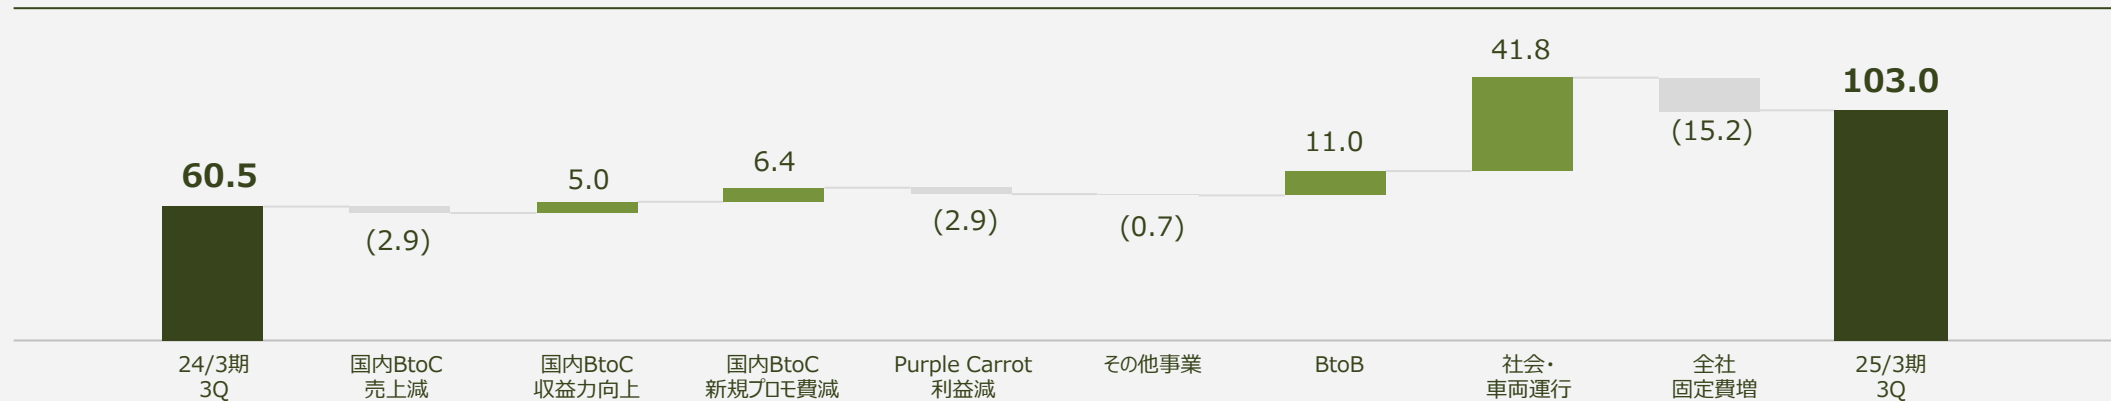 60.5
(2.9)
5.0
6.4
(2.9)
(0.7)
11.0
41.8
(15.2)
103.0
24/3期
3Q
国内BtoC
売上減
国内BtoC
収益力向上
国内BtoC
新規プロモ費減
Purple Carrot
利益減
その他事業
BtoB
社会・
車両運行
全社
固定費増
25/3期
3Q